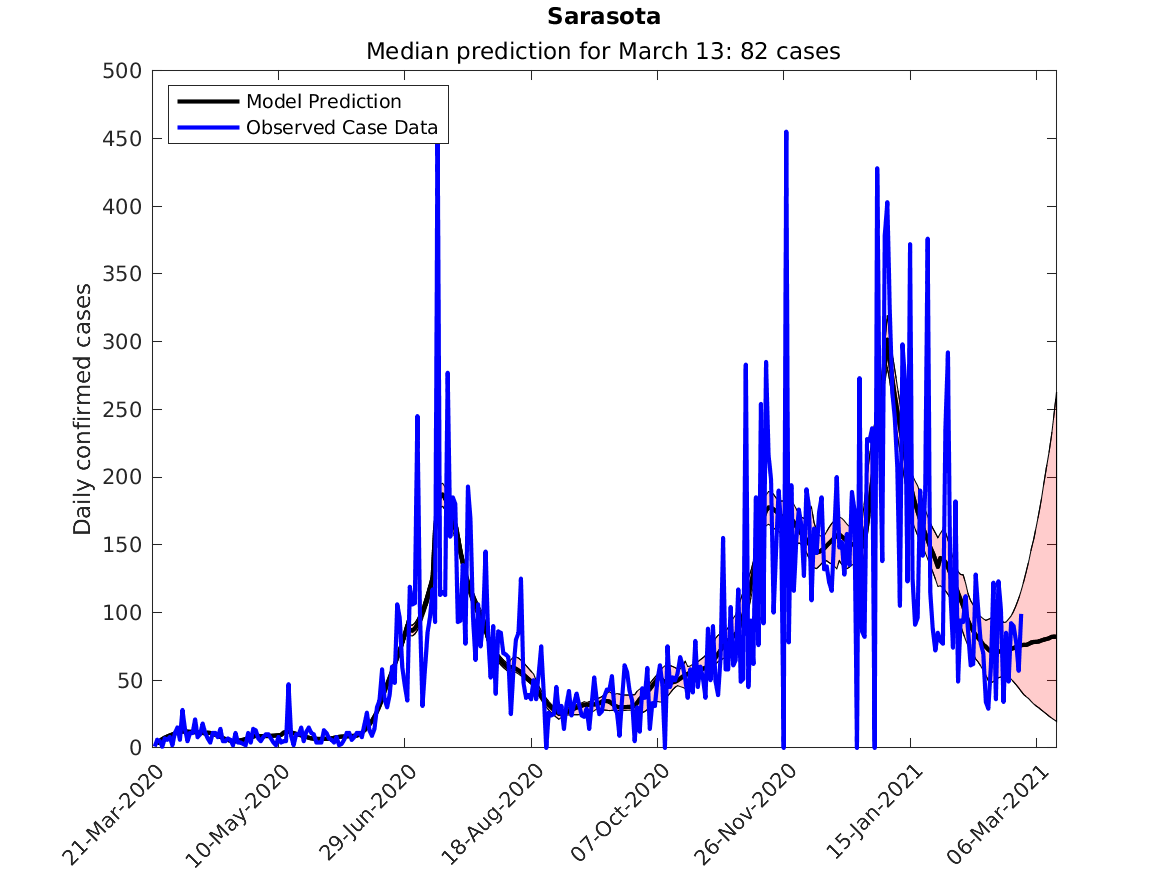 Sarasota
Median prediction for March 13: 82 cases
500
450
400
350
300
250
200
150
100
50
0
Daily confirmed cases
Model Prediction
Observed Case Data
21-Mar-2020
10-May-2020
29-Jun-2020
18-Aug-2020
07-Oct-2020
26-Nov-2020
15-Jan-2021
06-Mar-2021